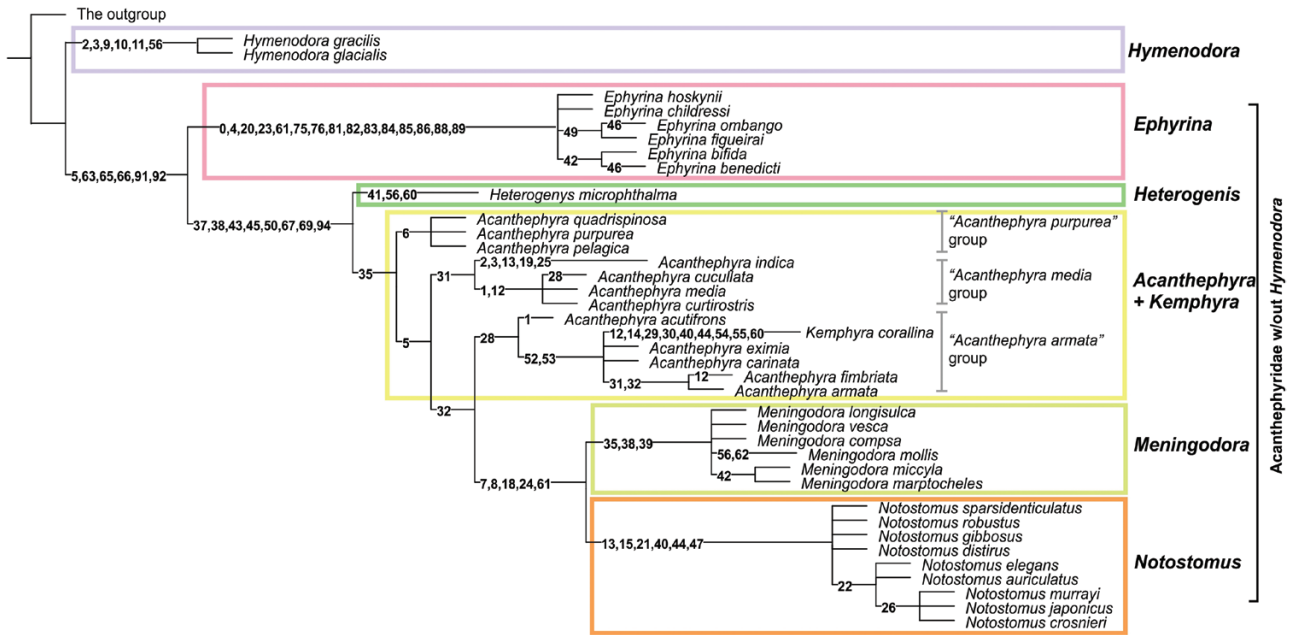 The outgroup
2,3,9,10,11,56
Hymenodora gracilis
Hymenodora glacialis
Hymenodora
0,4,20,23,61,75,76,81,82,83,84,85,86,88,89
Ephyrina hoskynii
Ephyrina childressi
49
46
Ephyrina ombango
Ephyrina figueirai
42
Ephyrina bifida
46
Ephyrina benedicti
Ephyrina
5,63,65,66,91,92
41,56,60
Heterogenys microphthalma
Heterogenis
37,38,43,45,50,67,69,94
35
6
Acanthephyra quadrispinosa
Acanthephyra purpurea
Acanthephyra pelagica
"Acanthephyra purpurea"
group
5
31
2,3,13,19,25
Acanthephyra indica
1,12
28
Acanthephyra cucullata
Acanthephyra media
Acanthephyra curtirostris
"Acanthephyra media
group
Acanthephyra
+ Kemphyra
32
28
1
Acanthephyra acutifrons
52,53
12,14,29,30,40,44,54,55,60
Kemphyra corallina
Acanthephyra eximia
Acanthephyra carinata
31,32
12
Acanthephyra fimbriata
Acanthephyra armata
"Acanthephyra armata"
group
7,8,18,24,61
35,38,39
Meningodora longisulca
Meningodora vesca
Meningodora compsa
56,62
Meningodora mollis
42
Meningodora miccyla
Meningodora marptocheles
Meningodora
13,15,21,40,44,47
Notostomus sparsidenticulatus
Notostomus robustus
Notostomus gibbosus
Notostomus distirus
22
Notostomus elegans
Notostomus auriculatus
26
Notostomus murrayi
Notostomus japonicus
Notostomus crosnieri
Notostomus
Acanthephyridae w/out Hymenodora